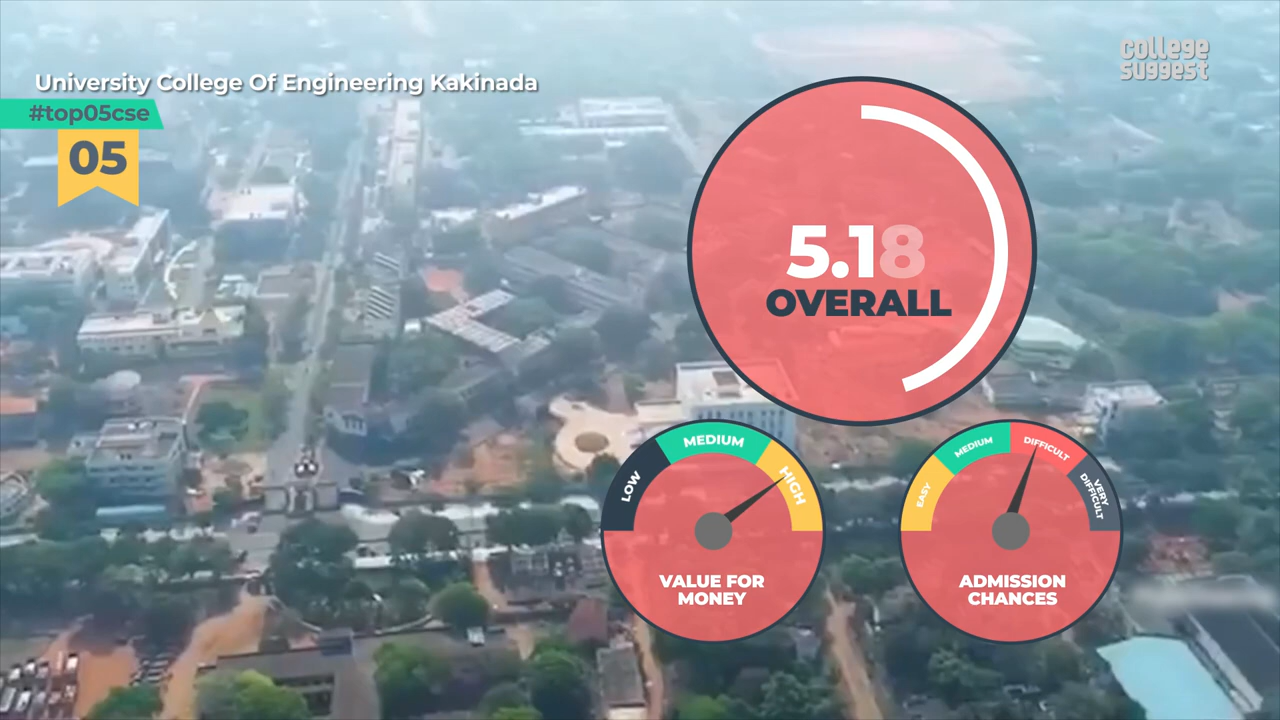 University College Of Engineering Kakinada
college
suggest
#top05cse
05
5.18
OVERALL
LOW
MEDIUM
HIGH
VALUE FOR
MONEY
EASY
MEDIUM
DIFFICULT
VERY
DIFFICULT
ADMISSION
CHANCES